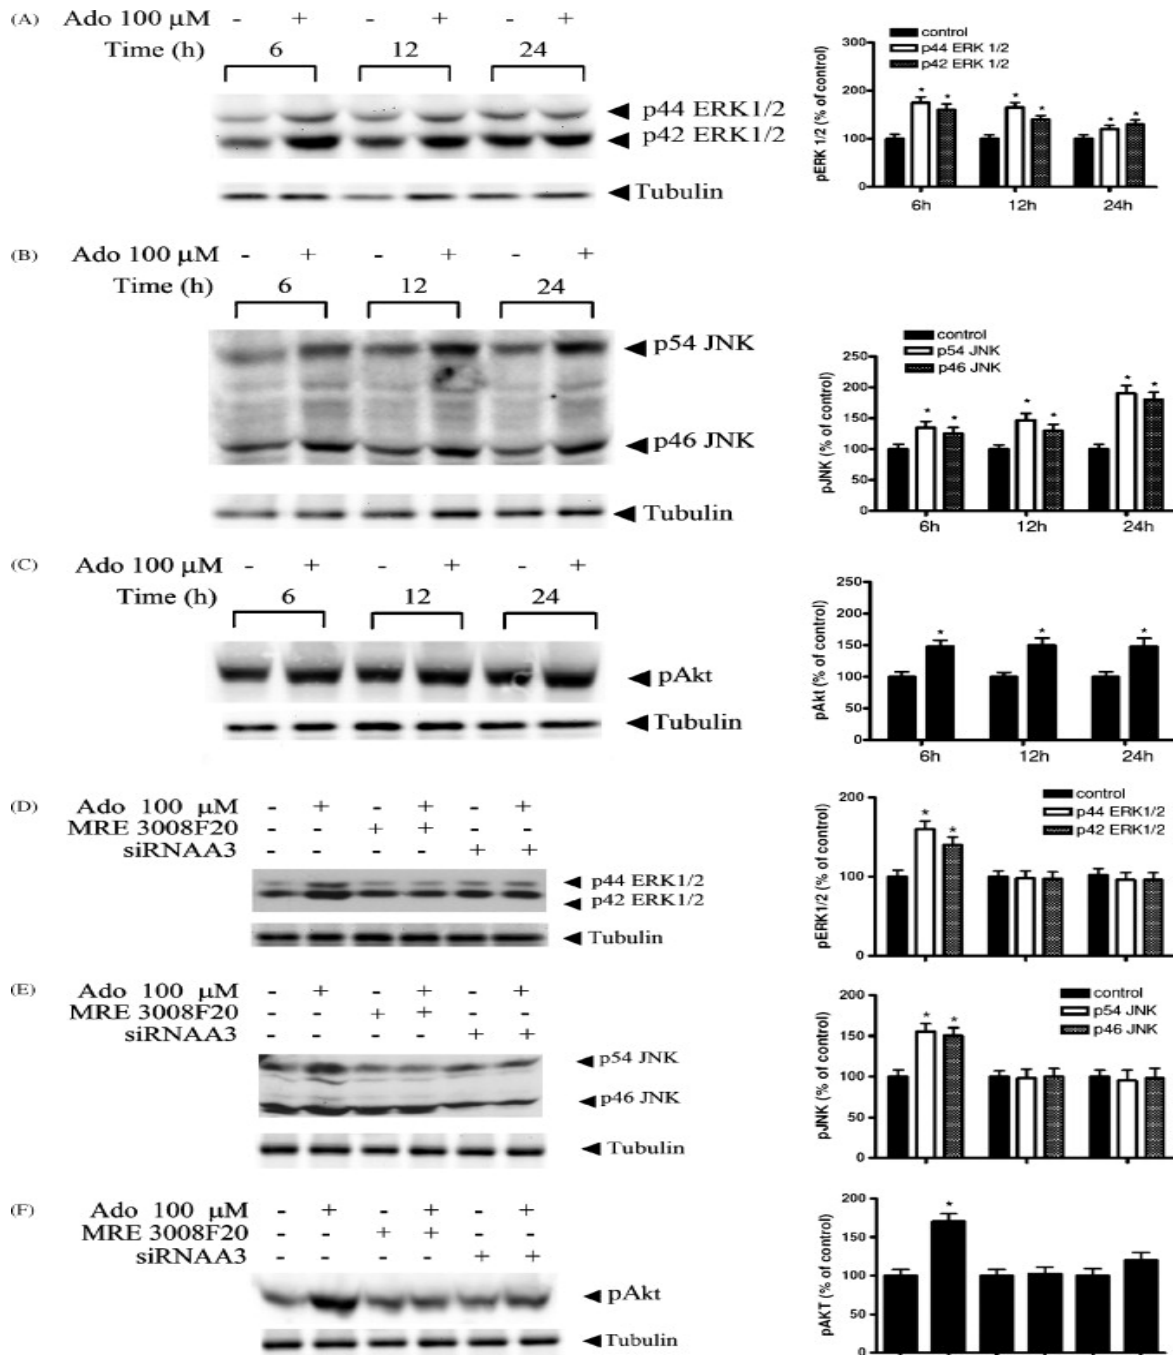 (A) Ado 100 µM - + - + - +
Time (h) 6 12 24
p44 ERK1/2
p42 ERK1/2
Tubulin
control
p44 ERK 1/2
p42 ERK 1/2
pERK 1/2 (% of control)
300
200
100
0
* * * * * *
6h 12h 24h
(B) Ado 100 µM - + - + - +
Time (h) 6 12 24
p54 JNK
p46 JNK
Tubulin
control
p54 JNK
p46 JNK
pJNK (% of control)
250
200
150
100
50
0
* * * * * *
6h 12h 24h
(C) Ado 100 µM - + - + - +
Time (h) 6 12 24
pAkt
Tubulin
pAkt (% of control)
250
200
150
100
50
0
* * *
6h 12h 24h
(D) Ado 100 µM - + - + - +
MRE 3008F20 - - + + - -
siRNAA3 - - - - + +
p44 ERK1/2
p42 ERK1/2
Tubulin
control
p44 ERK1/2
p42 ERK1/2
pERK1/2 (% of control)
200
100
0
* *
(E) Ado 100 µM - + - + - +
MRE 3008F20 - - + + - -
siRNAA3 - - - - + +
p54 JNK
p46 JNK
Tubulin
control
p54 JNK
p46 JNK
pJNK (% of control)
200
150
100
50
0
* *
(F) Ado 100 µM - + - + - +
MRE 3008F20 - - + + - -
siRNAA3 - - - - + +
pAkt
Tubulin
pAKT (% of control)
200
150
100
50
0
*